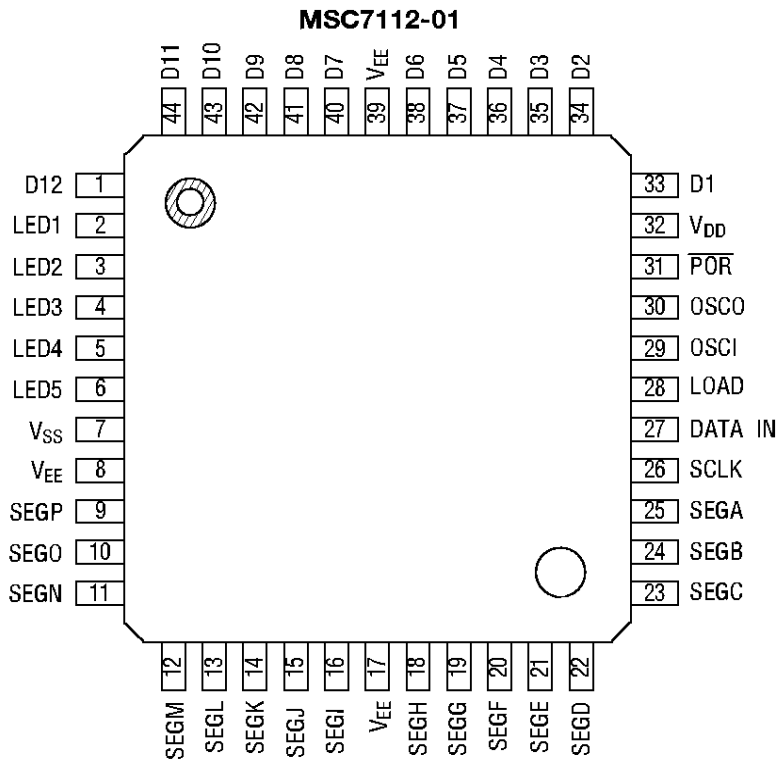 MSC7112-01
D11 D10 D9 D8 D7 VEE D6 D5 D4 D3 D2
44 43 42 41 40 39 38 37 36 35 34
D12 1 33 D1
LED1 2 32 VDD
LED2 3 31 POR
LED3 4 30 OSCO
LED4 5 29 OSCI
LED5 6 28 LOAD
VSS 7 27 DATA IN
VEE 8 26 SCLK
SEGP 9 25 SEGA
SEGO 10 24 SEGB
SEGN 11 23 SEGC
12 13 14 15 16 17 18 19 20 21 22
SEGM SEGL SEGK SEGJ SEGI VEE SEGH SEGG SEGF SEGE SEGD